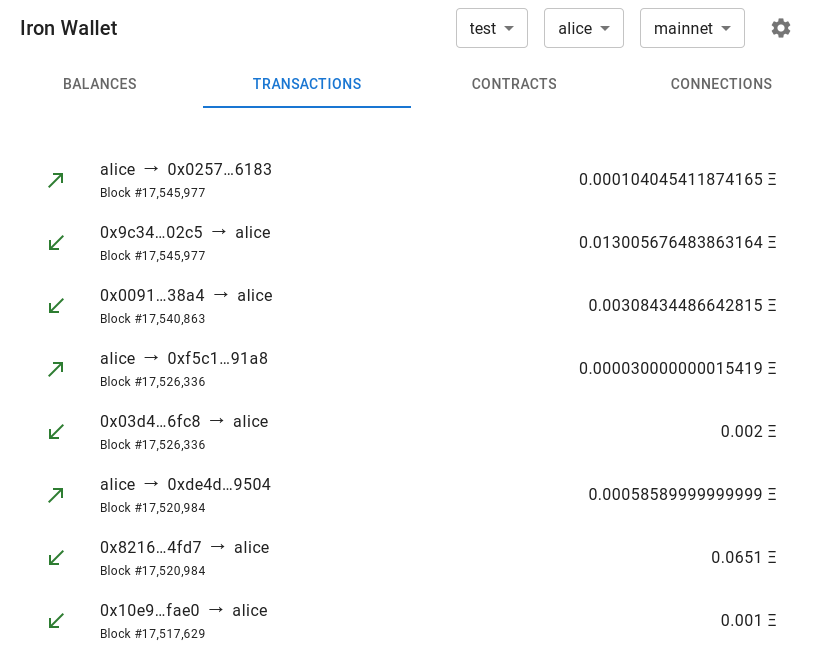 Iron Wallet
test
alice
mainnet
BALANCES
TRANSACTIONS
CONTRACTS
CONNECTIONS
alice → 0x0257…6183
Block #17,545,977
0.000104045411874165 Ξ
0x9c34…02c5 → alice
Block #17,545,977
0.013005676483863164 Ξ
0x0091…38a4 → alice
Block #17,540,863
0.00308434486642815 Ξ
alice → 0xf5c1…91a8
Block #17,526,336
0.000030000000015419 Ξ
0x03d4…6fc8 → alice
Block #17,526,336
0.002 Ξ
alice → 0xde4d…9504
Block #17,520,984
0.00058589999999999 Ξ
0x8216…4fd7 → alice
Block #17,520,984
0.0651 Ξ
0x10e9…fae0 → alice
Block #17,517,629
0.001 Ξ